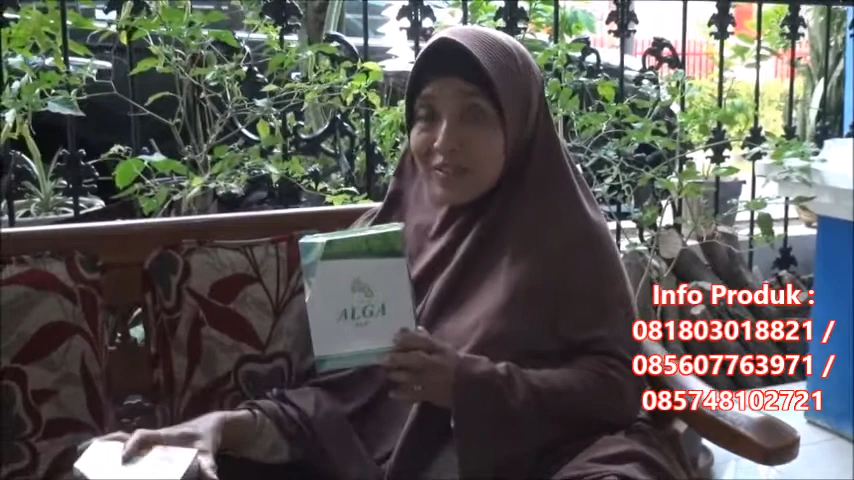 ALGA
Info Produk :
081803018821 /
085607763971 /
085748102721